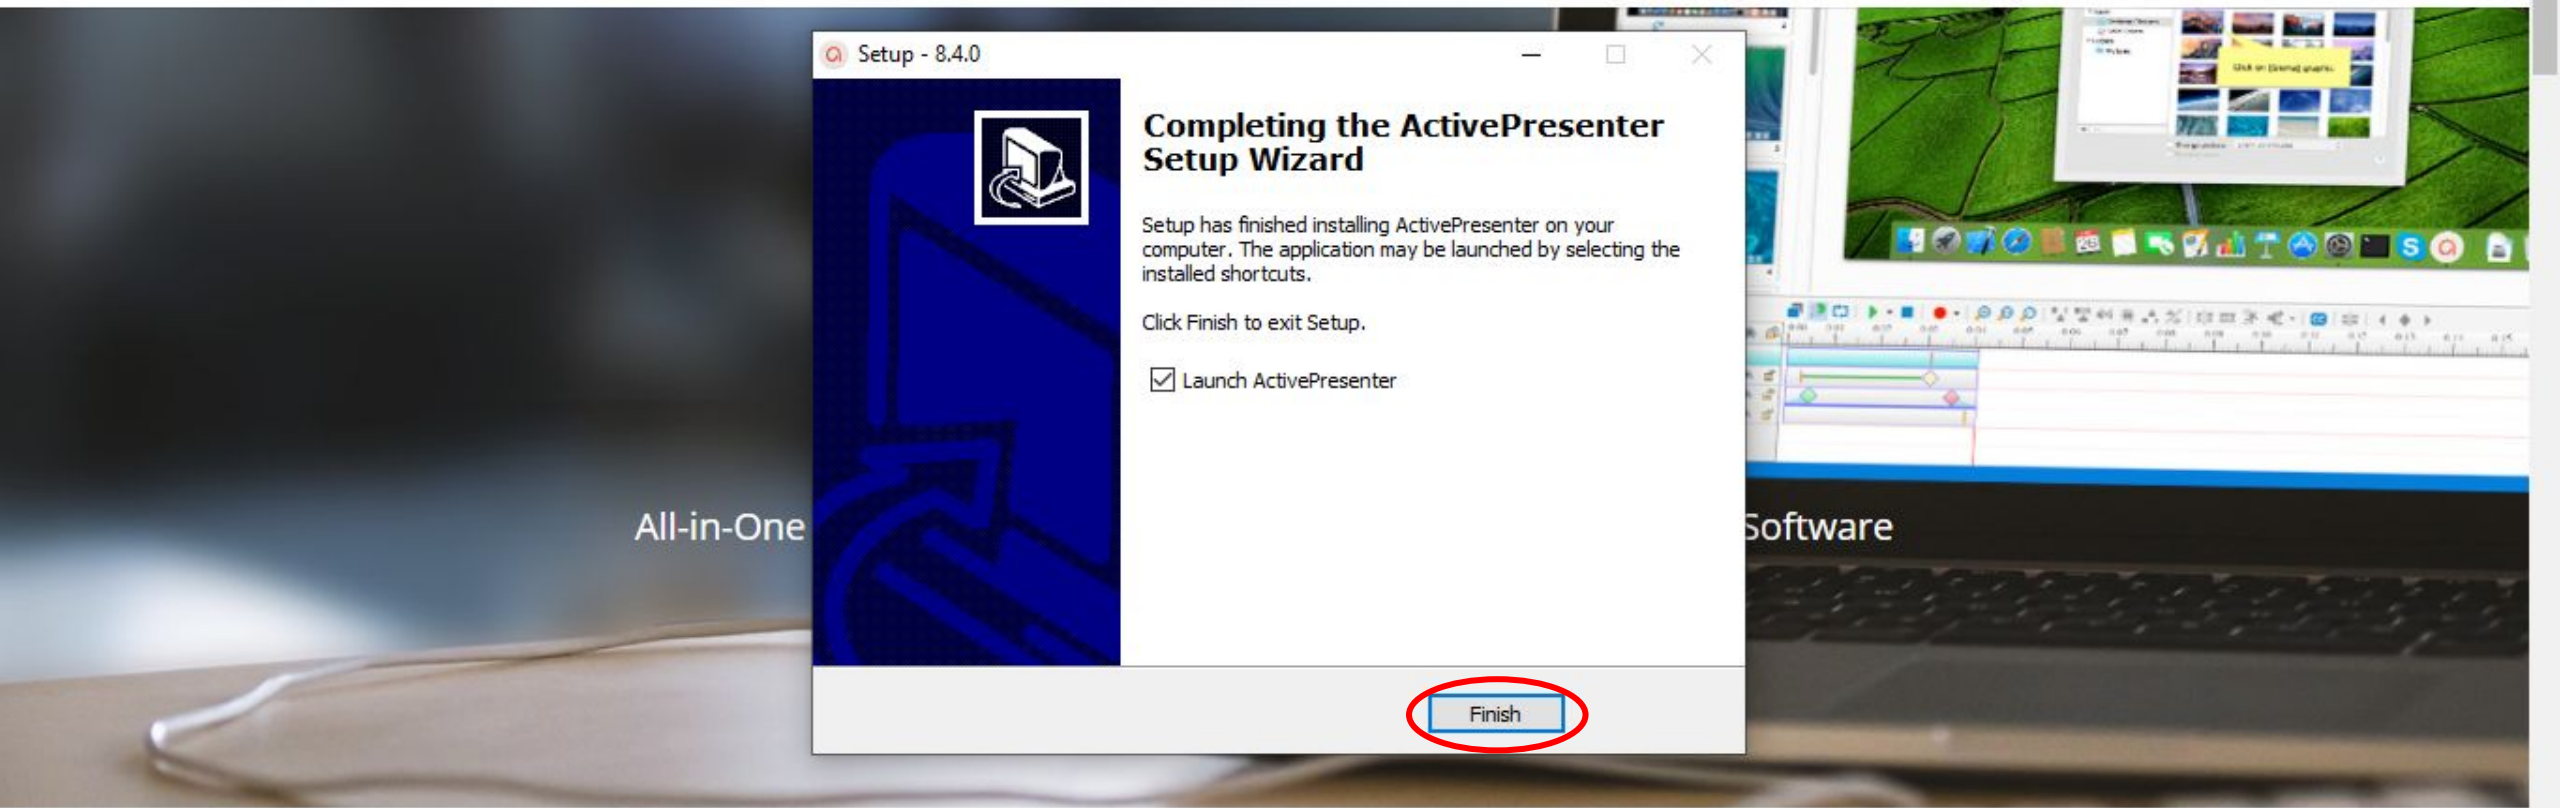 Setup - 8.4.0
Completing the ActivePresenter
Setup Wizard
Setup has finished installing ActivePresenter on your
computer. The application may be launched by selecting the
installed shortcuts.
Click Finish to exit Setup.
Launch ActivePresenter
All-in-One
Software
Finish